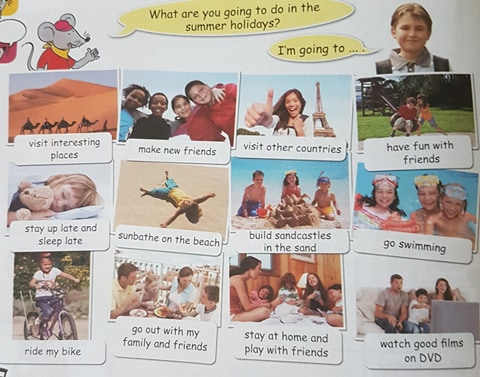 What are you going to do in the
summer holidays?
I'm going to ... .
visit interesting
places
make new friends
visit other countries
have fun with
friends
stay up late and
sleep late
sunbathe on the beach
build sandcastles
in the sand
go swimming
ride my bike
go out with my
family and friends
stay at home and
play with friends
watch good films
on DVD